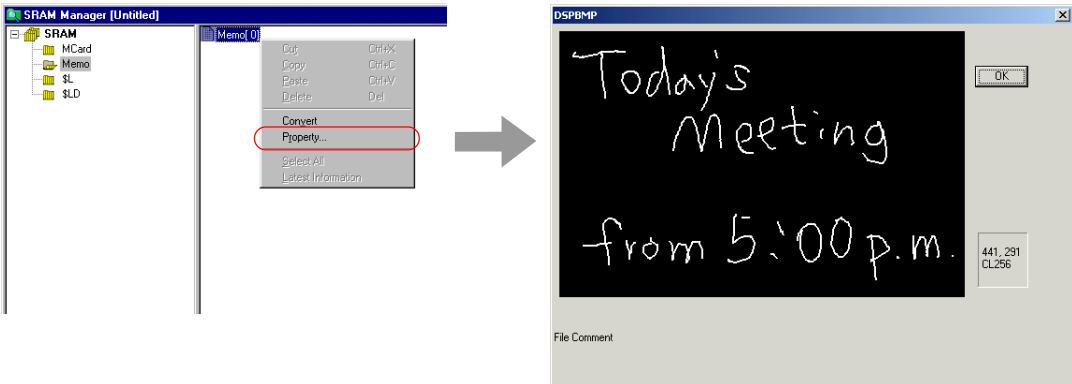 SRAM Manager [Untitled]
SRAM
MCard
Memo
$L
$LD
Memo[ 0]
Cut Ctrl+X
Copy Ctrl+C
Paste Ctrl+V
Delete Del
Convert
Property...
Select All
Latest Information
DSPBMP
Today's
Meeting
from 5:00 p.m.
OK
441, 291
CL256
File Comment